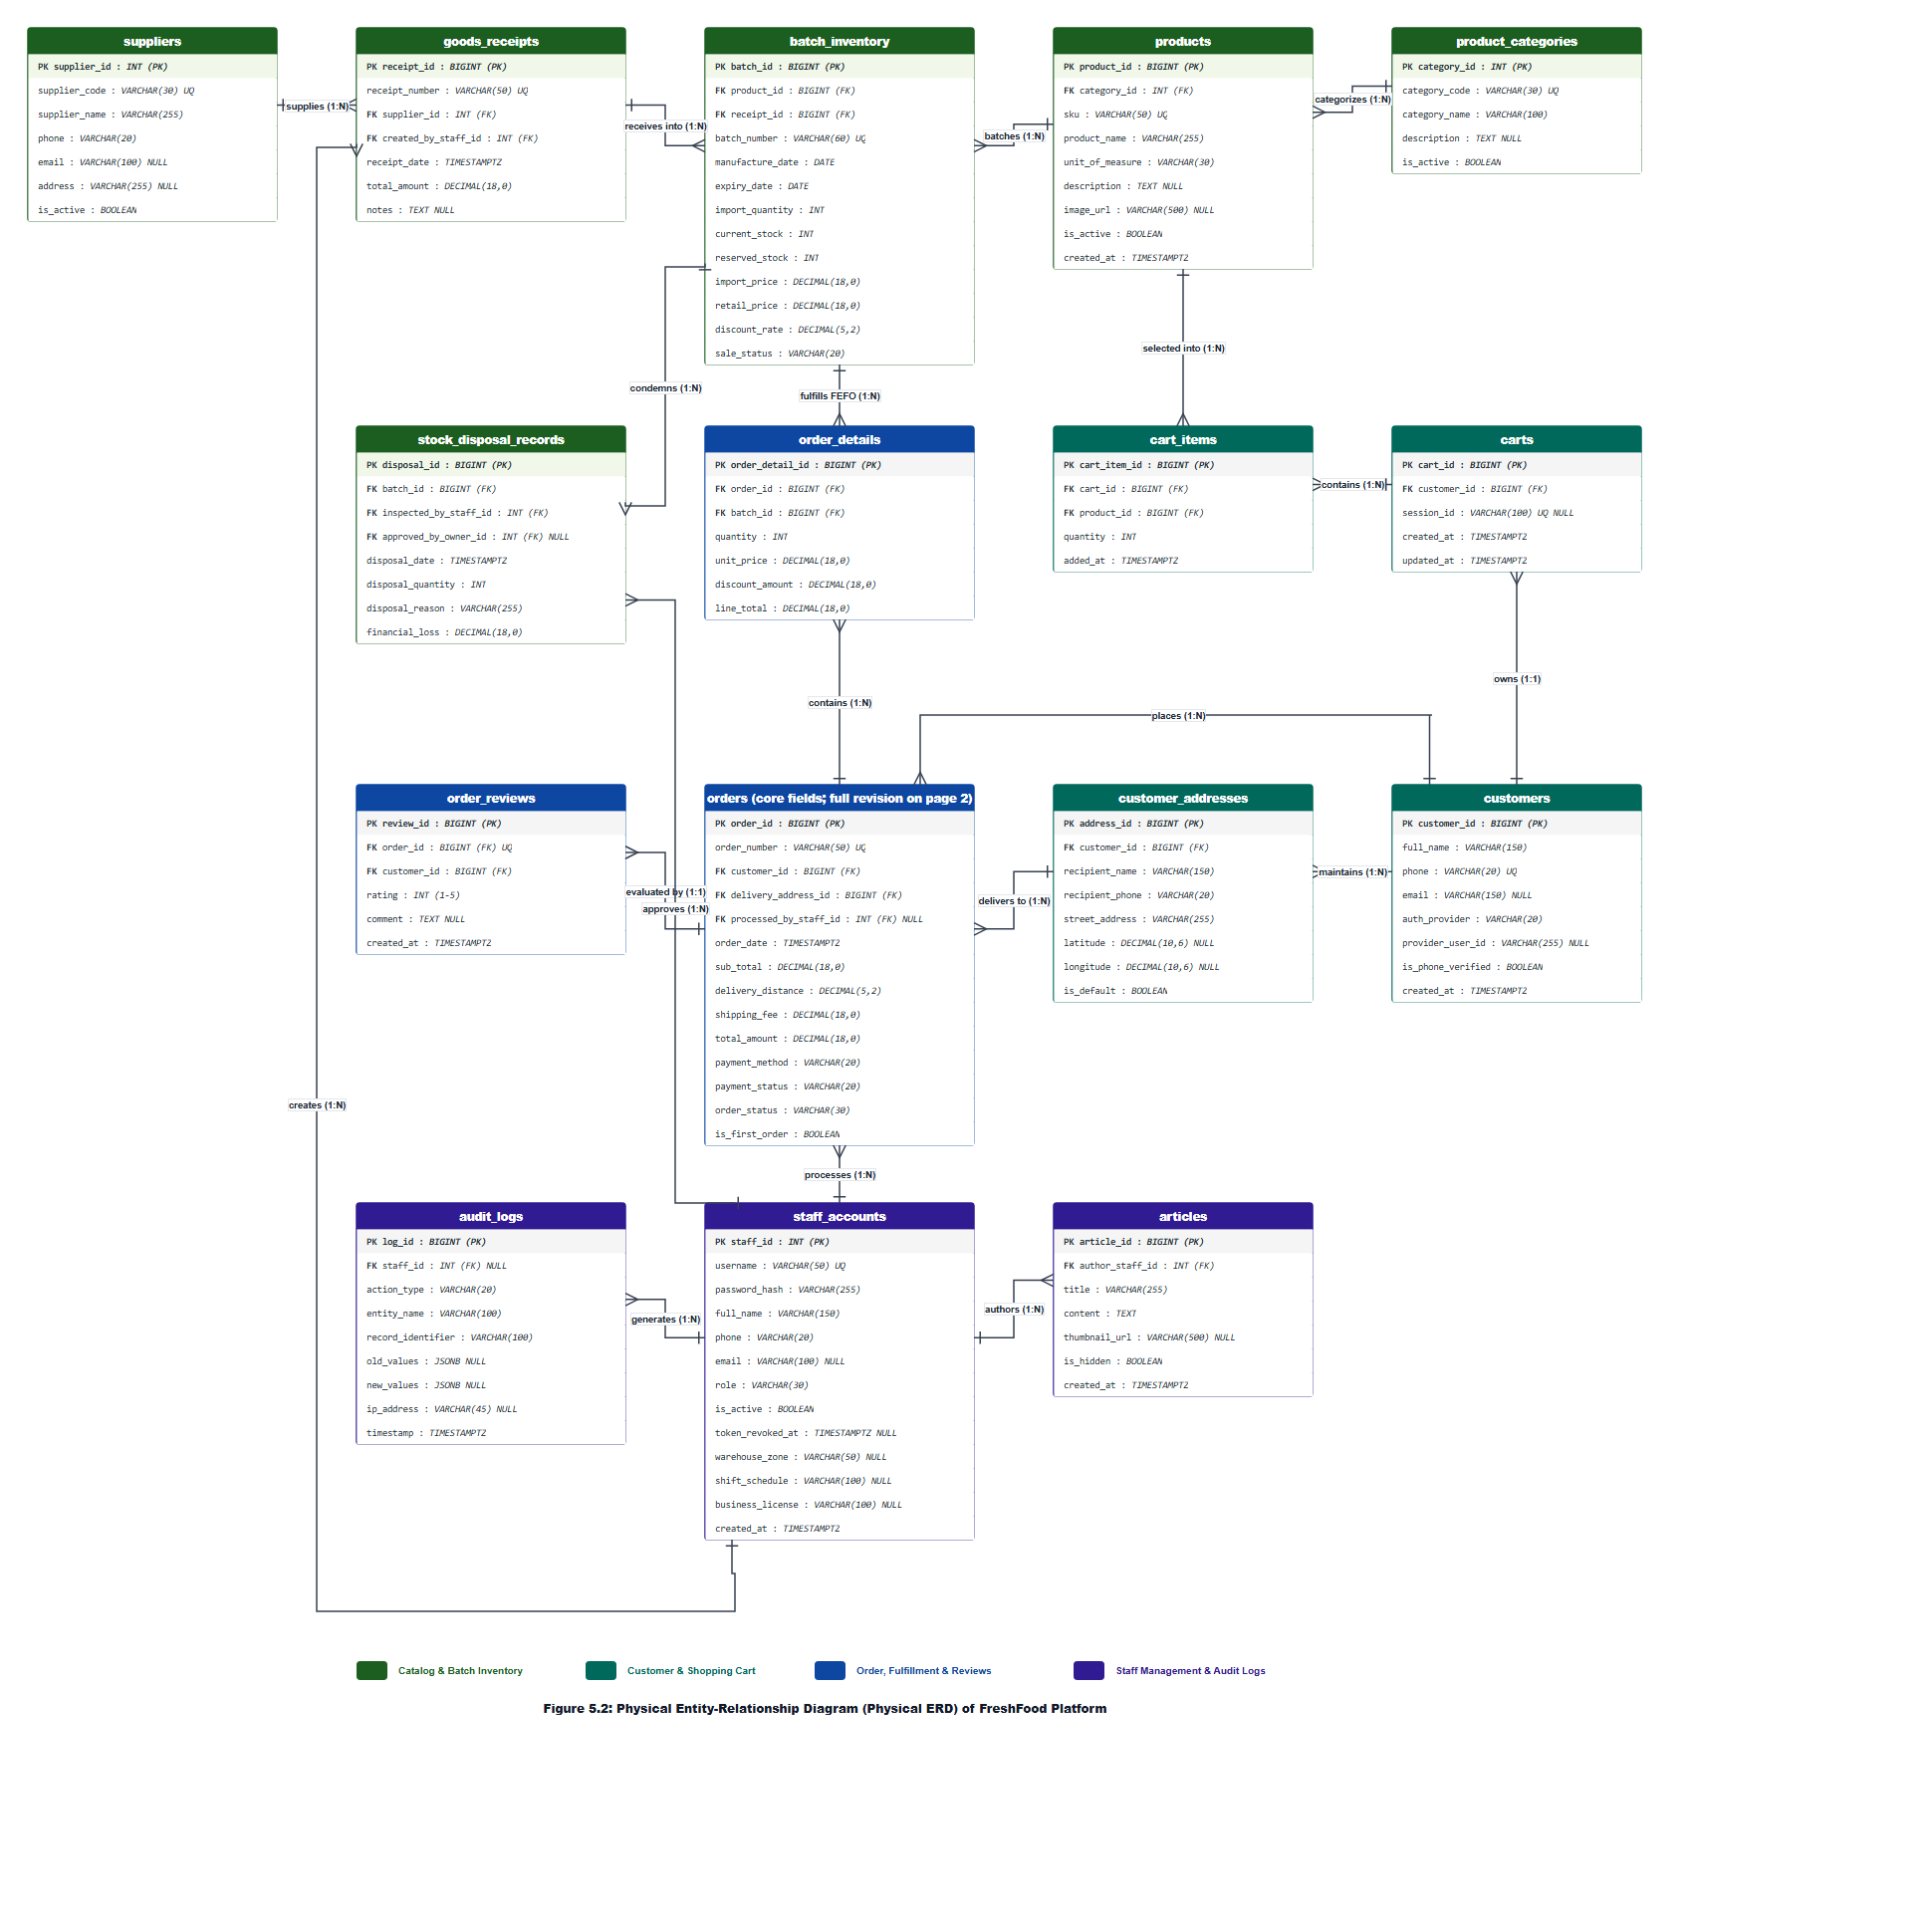 suppliers
PK supplier_id : INT (PK)
supplier_code : VARCHAR(30) UQ
supplier_name : VARCHAR(255)
phone : VARCHAR(20)
email : VARCHAR(100) NULL
address : VARCHAR(255) NULL
is_active : BOOLEAN
supplies (1:N)
goods_receipts
PK receipt_id : BIGINT (PK)
receipt_number : VARCHAR(50) UQ
FK supplier_id : INT (FK)
FK created_by_staff_id : INT (FK)
receipt_date : TIMESTAMPTZ
total_amount : DECIMAL(18,0)
notes : TEXT NULL
receives into (1:N)
batch_inventory
PK batch_id : BIGINT (PK)
FK product_id : BIGINT (FK)
FK receipt_id : BIGINT (FK)
batch_number : VARCHAR(60) UQ
manufacture_date : DATE
expiry_date : DATE
import_quantity : INT
current_stock : INT
reserved_stock : INT
import_price : DECIMAL(18,0)
retail_price : DECIMAL(18,0)
discount_rate : DECIMAL(5,2)
sale_status : VARCHAR(20)
batches (1:N)
products
PK product_id : BIGINT (PK)
FK category_id : INT (FK)
sku : VARCHAR(50) UQ
product_name : VARCHAR(255)
unit_of_measure : VARCHAR(30)
description : TEXT NULL
image_url : VARCHAR(500) NULL
is_active : BOOLEAN
created_at : TIMESTAMPTZ
categorizes (1:N)
product_categories
PK category_id : INT (PK)
category_code : VARCHAR(30) UQ
category_name : VARCHAR(100)
description : TEXT NULL
is_active : BOOLEAN
condemns (1:N)
fulfills FEFO (1:N)
selected into (1:N)
stock_disposal_records
PK disposal_id : BIGINT (PK)
FK batch_id : BIGINT (FK)
FK inspected_by_staff_id : INT (FK)
FK approved_by_owner_id : INT (FK) NULL
disposal_date : TIMESTAMPTZ
disposal_quantity : INT
disposal_reason : VARCHAR(255)
financial_loss : DECIMAL(18,0)
order_details
PK order_detail_id : BIGINT (PK)
FK order_id : BIGINT (FK)
FK batch_id : BIGINT (FK)
quantity : INT
unit_price : DECIMAL(18,0)
discount_amount : DECIMAL(18,0)
line_total : DECIMAL(18,0)
cart_items
PK cart_item_id : BIGINT (PK)
FK cart_id : BIGINT (FK)
FK product_id : BIGINT (FK)
quantity : INT
added_at : TIMESTAMPTZ
contains (1:N)
carts
PK cart_id : BIGINT (PK)
FK customer_id : BIGINT (FK)
session_id : VARCHAR(100) UQ NULL
created_at : TIMESTAMPTZ
updated_at : TIMESTAMPTZ
contains (1:N)
places (1:N)
owns (1:1)
order_reviews
PK review_id : BIGINT (PK)
FK order_id : BIGINT (FK) UQ
FK customer_id : BIGINT (FK)
rating : INT (1-5)
comment : TEXT NULL
created_at : TIMESTAMPTZ
evaluated by (1:1)
approves (1:N)
orders (core fields; full revision on page 2)
PK order_id : BIGINT (PK)
order_number : VARCHAR(50) UQ
FK customer_id : BIGINT (FK)
FK delivery_address_id : BIGINT (FK)
FK processed_by_staff_id : INT (FK) NULL
order_date : TIMESTAMPTZ
sub_total : DECIMAL(18,0)
delivery_distance : DECIMAL(5,2)
shipping_fee : DECIMAL(18,0)
total_amount : DECIMAL(18,0)
payment_method : VARCHAR(20)
payment_status : VARCHAR(20)
order_status : VARCHAR(30)
is_first_order : BOOLEAN
delivers to (1:N)
customer_addresses
PK address_id : BIGINT (PK)
FK customer_id : BIGINT (FK)
recipient_name : VARCHAR(150)
recipient_phone : VARCHAR(20)
street_address : VARCHAR(255)
latitude : DECIMAL(10,6) NULL
longitude : DECIMAL(10,6) NULL
is_default : BOOLEAN
maintains (1:N)
customers
PK customer_id : BIGINT (PK)
full_name : VARCHAR(150)
phone : VARCHAR(20) UQ
email : VARCHAR(150) NULL
auth_provider : VARCHAR(20)
provider_user_id : VARCHAR(255) NULL
is_phone_verified : BOOLEAN
created_at : TIMESTAMPTZ
creates (1:N)
processes (1:N)
audit_logs
PK log_id : BIGINT (PK)
FK staff_id : INT (FK) NULL
action_type : VARCHAR(20)
entity_name : VARCHAR(100)
record_identifier : VARCHAR(100)
old_values : JSONB NULL
new_values : JSONB NULL
ip_address : VARCHAR(45) NULL
timestamp : TIMESTAMPTZ
generates (1:N)
staff_accounts
PK staff_id : INT (PK)
username : VARCHAR(50) UQ
password_hash : VARCHAR(255)
full_name : VARCHAR(150)
phone : VARCHAR(20)
email : VARCHAR(100) NULL
role : VARCHAR(30)
is_active : BOOLEAN
token_revoked_at : TIMESTAMPTZ NULL
warehouse_zone : VARCHAR(50) NULL
shift_schedule : VARCHAR(100) NULL
business_license : VARCHAR(100) NULL
created_at : TIMESTAMPTZ
authors (1:N)
articles
PK article_id : BIGINT (PK)
FK author_staff_id : INT (FK)
title : VARCHAR(255)
content : TEXT
thumbnail_url : VARCHAR(500) NULL
is_hidden : BOOLEAN
created_at : TIMESTAMPTZ
Catalog & Batch Inventory
Customer & Shopping Cart
Order, Fulfillment & Reviews
Staff Management & Audit Logs
Figure 5.2: Physical Entity-Relationship Diagram (Physical ERD) of FreshFood Platform